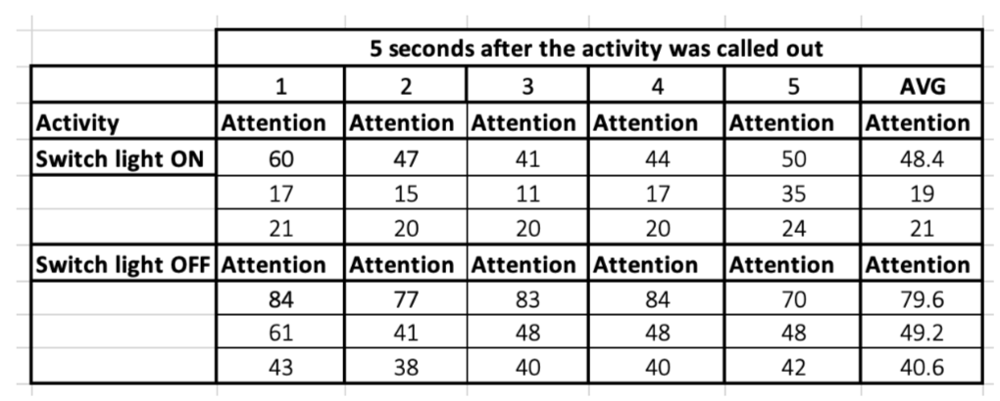 5 seconds after the activity was called out
1 2 3 4 5 AVG
Activity Attention Attention Attention Attention Attention Attention
Switch light ON 60 47 41 44 50 48.4
17 15 11 17 35 19
21 20 20 20 24 21
Switch light OFF Attention Attention Attention Attention Attention Attention
84 77 83 84 70 79.6
61 41 48 48 48 49.2
43 38 40 40 42 40.6